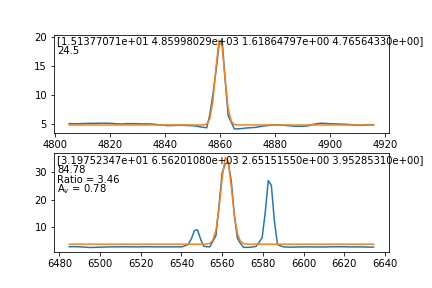 [1.51377071e+01 4.85998029e+03 1.61864797e+00 4.76564330e+00]
24.5
20
15
10
5
4800 4820 4840 4860 4880 4900 4920
[3.19752347e+01 6.56201080e+03 2.65151550e+00 3.95285310e+00]
84.78
Ratio = 3.46
Aᵥ = 0.78
30
20
10
6480 6500 6520 6540 6560 6580 6600 6620 6640